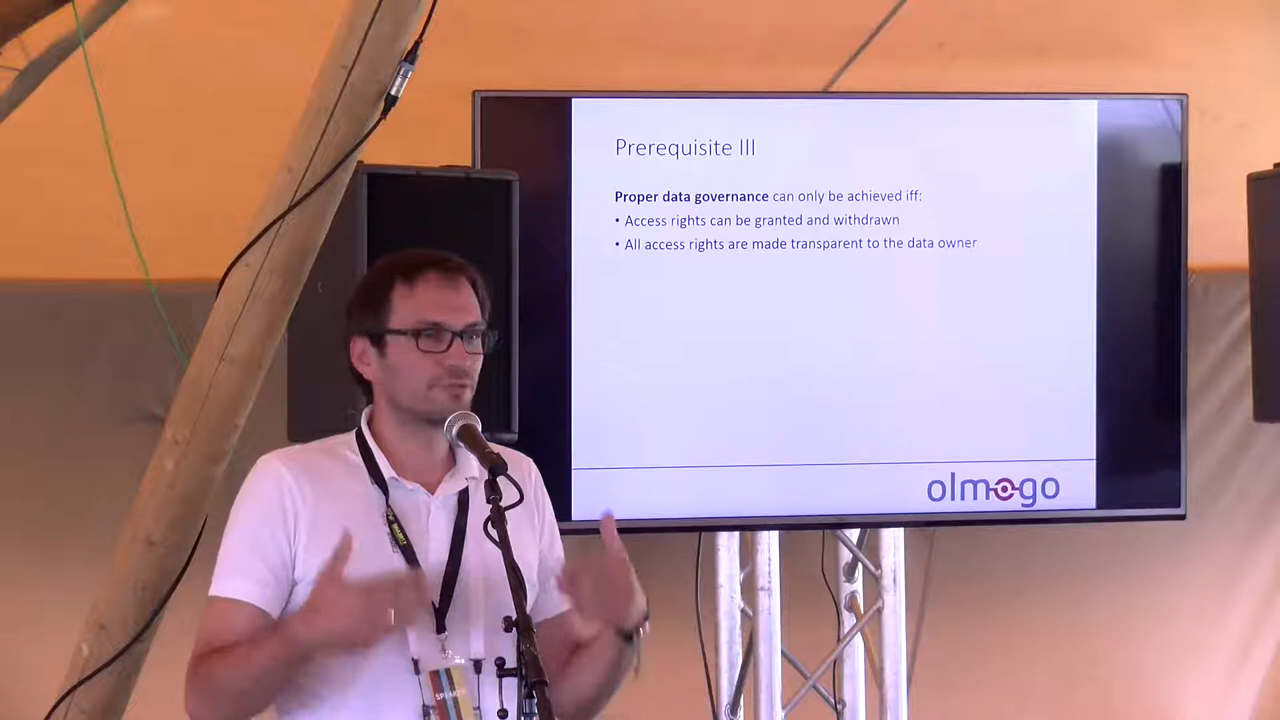 Prerequisite III
Proper data governance can only be achieved iff:
• Access rights can be granted and withdrawn
• All access rights are made transparent to the data owner
olmogo
SPEAKER